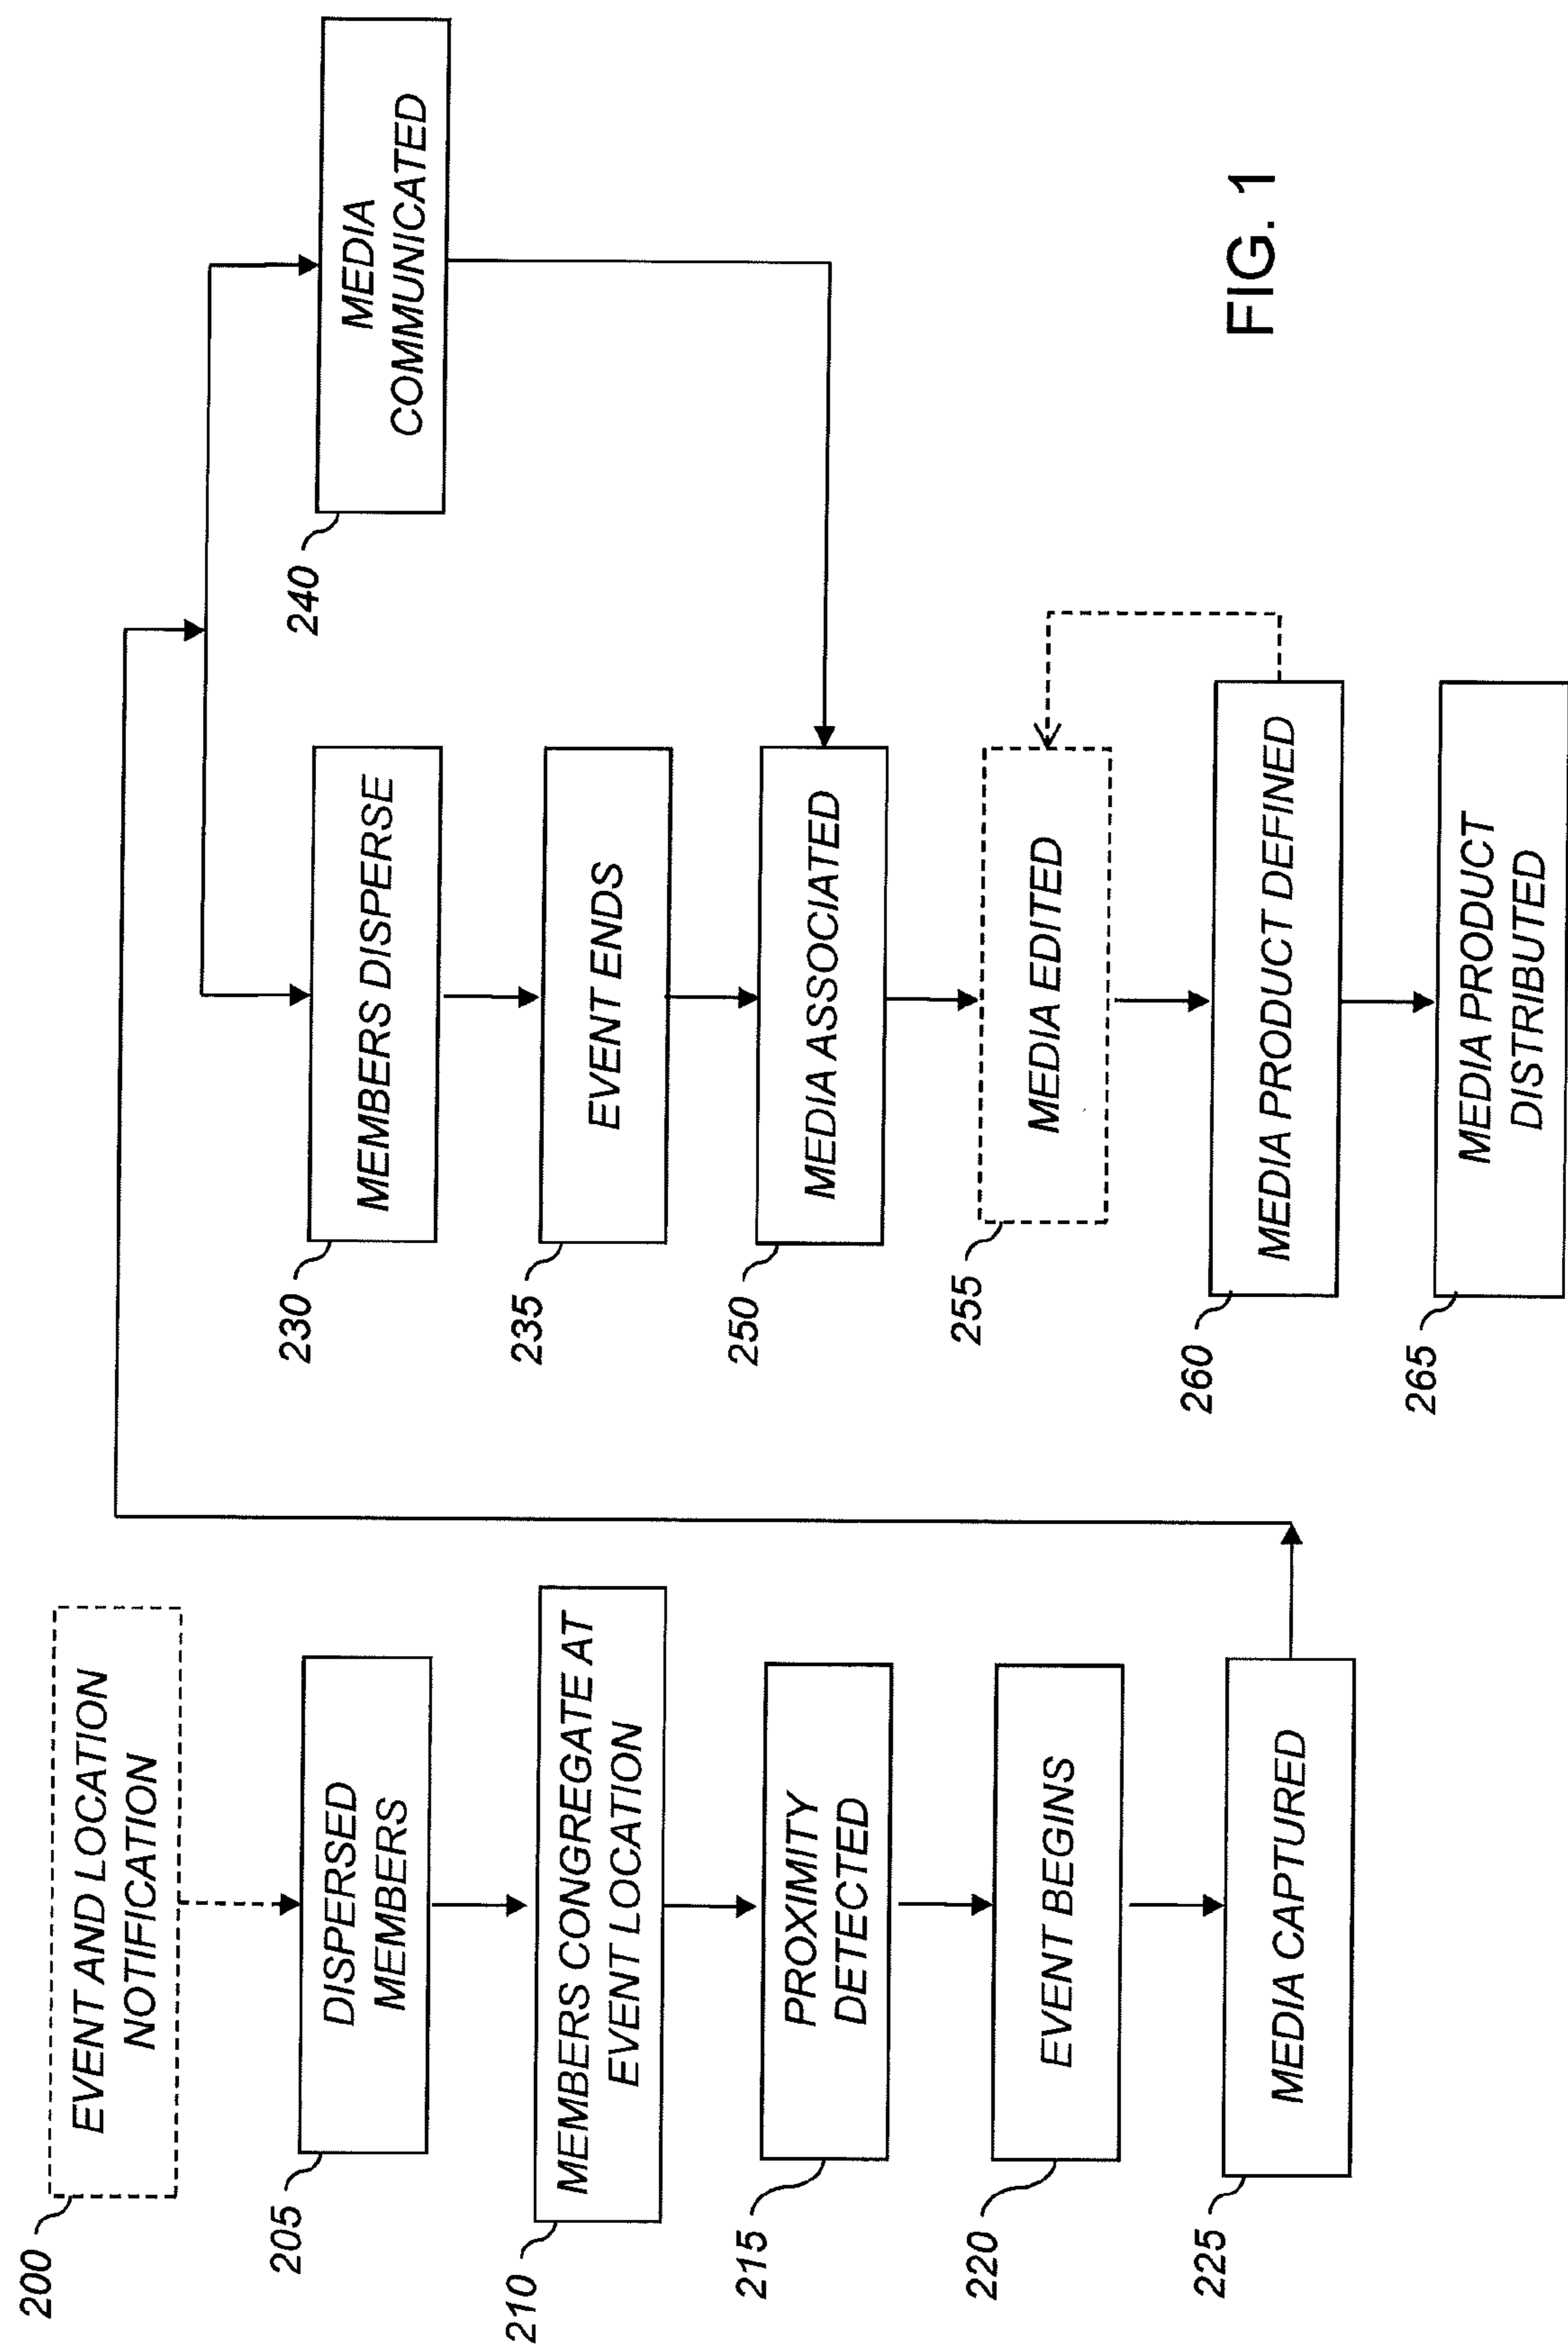 200
EVENT AND LOCATION
NOTIFICATION
205
DISPERSED
MEMBERS
210
MEMBERS CONGREGATE AT
EVENT LOCATION
215
PROXIMITY
DETECTED
220
EVENT BEGINS
225
MEDIA CAPTURED
230
MEMBERS DISPERSE
235
EVENT ENDS
240
MEDIA
COMMUNICATED
250
MEDIA ASSOCIATED
255
MEDIA EDITED
260
MEDIA PRODUCT DEFINED
265
MEDIA PRODUCT
DISTRIBUTED
FIG. 1